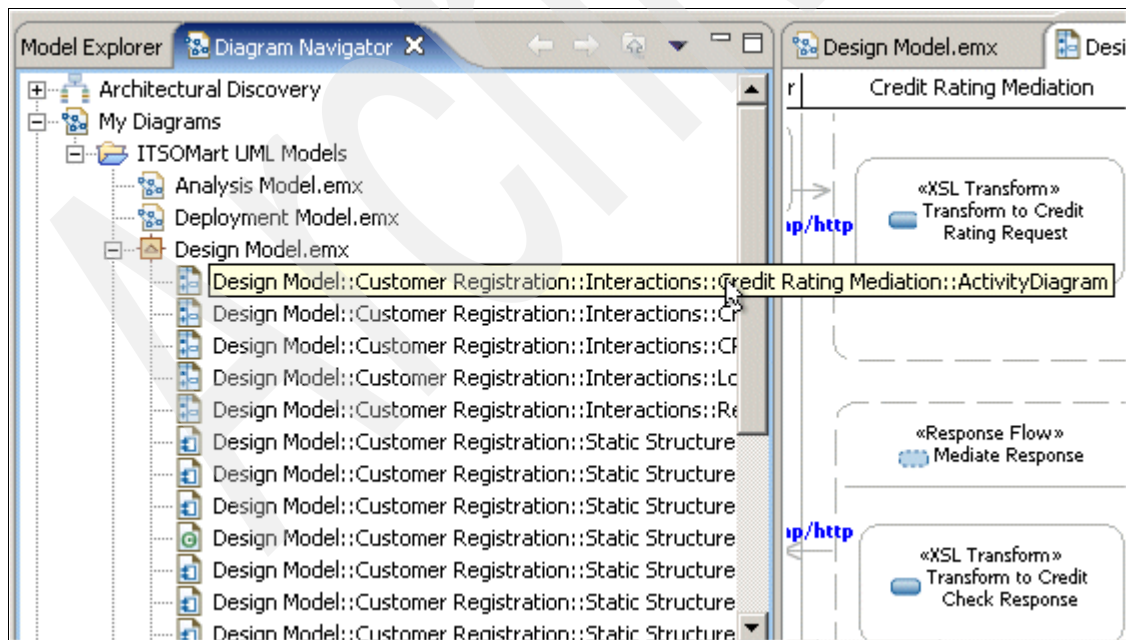 Model Explorer
Diagram Navigator
Architectural Discovery
My Diagrams
ITSOMart UML Models
Analysis Model.emx
Deployment Model.emx
Design Model.emx
Design Model::Customer Registration::Interactions::Credit Rating Mediation::ActivityDiagram
Design Model::Customer Registration::Interactions::Cr
Design Model::Customer Registration::Interactions::CR
Design Model::Customer Registration::Interactions::Lo
Design Model::Customer Registration::Interactions::Re
Design Model::Customer Registration::Static Structure
Design Model::Customer Registration::Static Structure
Design Model::Customer Registration::Static Structure
Design Model::Customer Registration::Static Structure
Design Model::Customer Registration::Static Structure
Design Model::Customer Registration::Static Structure
Design Model::Customer Registration::Static Structure
Design Model.emx
Desi
r
Credit Rating Mediation
«XSL Transform»
Transform to Credit
Rating Request
ap/http
«Response Flow»
Mediate Response
ap/http
«XSL Transform»
Transform to Credit
Check Response